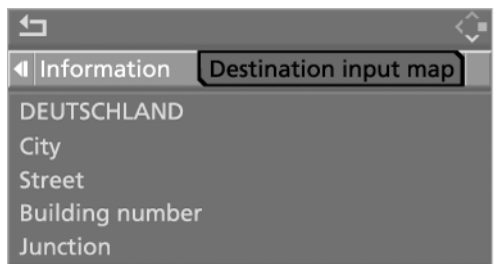 Information Destination input map
DEUTSCHLAND
City
Street
Building number
Junction